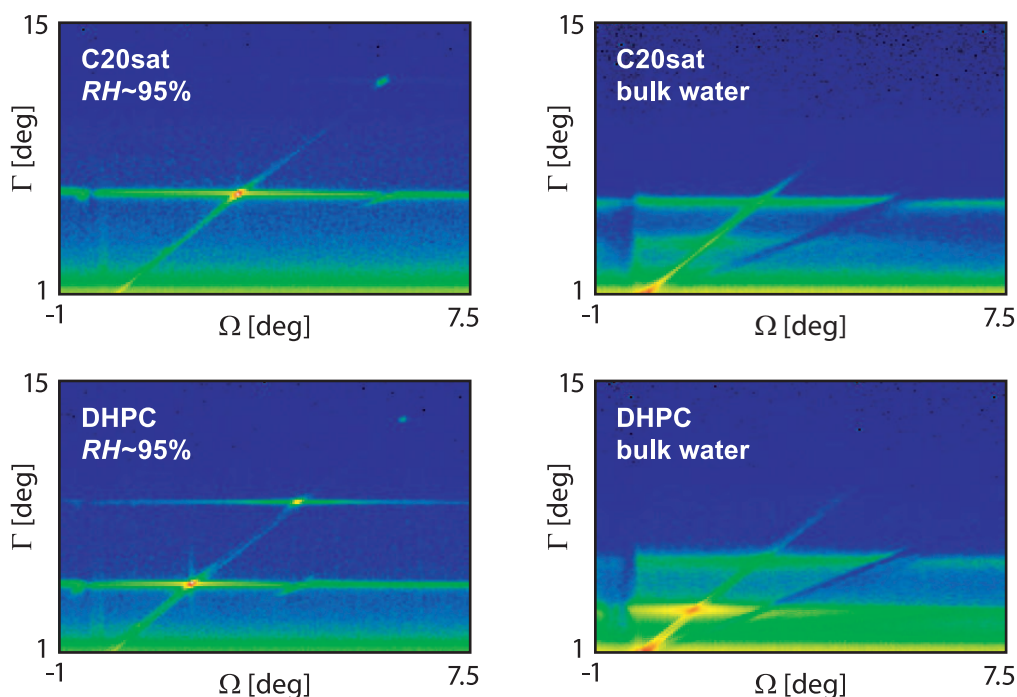 15
C20sat
RH~95%
Γ [deg]
1
-1
Ω [deg]
7.5
15
C20sat
bulk water
Γ [deg]
1
-1
Ω [deg]
7.5
15
DHPC
RH~95%
Γ [deg]
1
-1
Ω [deg]
7.5
15
DHPC
bulk water
Γ [deg]
1
-1
Ω [deg]
7.5